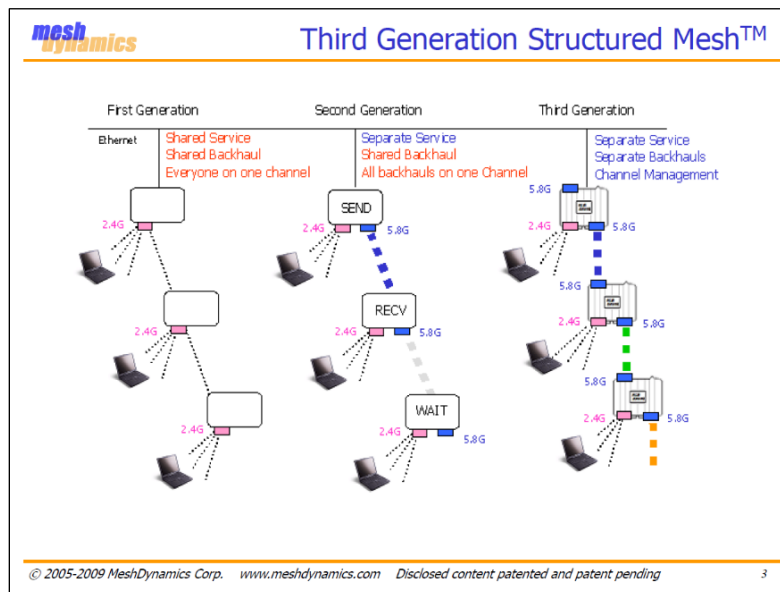 mesh
dynamics
Third Generation Structured Mesh™
First Generation
Second Generation
Third Generation
Ethernet
Shared Service
Shared Backhaul
Everyone on one channel
Separate Service
Shared Backhaul
All backhauls on one Channel
Separate Service
Separate Backhauls
Channel Management
2.4G
2.4G
2.4G
SEND
2.4G
5.8G
RECV
2.4G
5.8G
WAIT
2.4G
5.8G
5.8G
2.4G
5.8G
5.8G
2.4G
5.8G
5.8G
2.4G
5.8G
© 2005-2009 MeshDynamics Corp. www.meshdynamics.com Disclosed content patented and patent pending
3